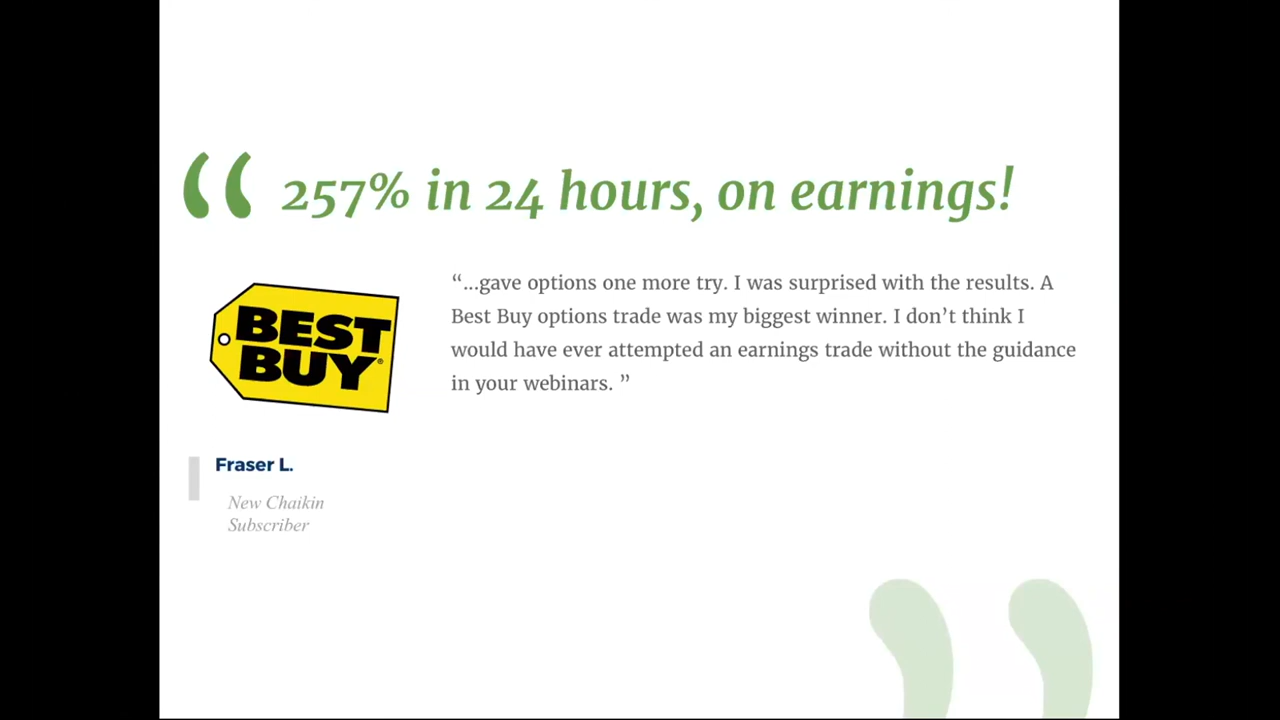 257% in 24 hours, on earnings!
“...gave options one more try. I was surprised with the results. A
Best Buy options trade was my biggest winner. I don’t think I
would have ever attempted an earnings trade without the guidance
in your webinars. ”
BEST
BUY®
Fraser L.
New Chaikin
Subscriber